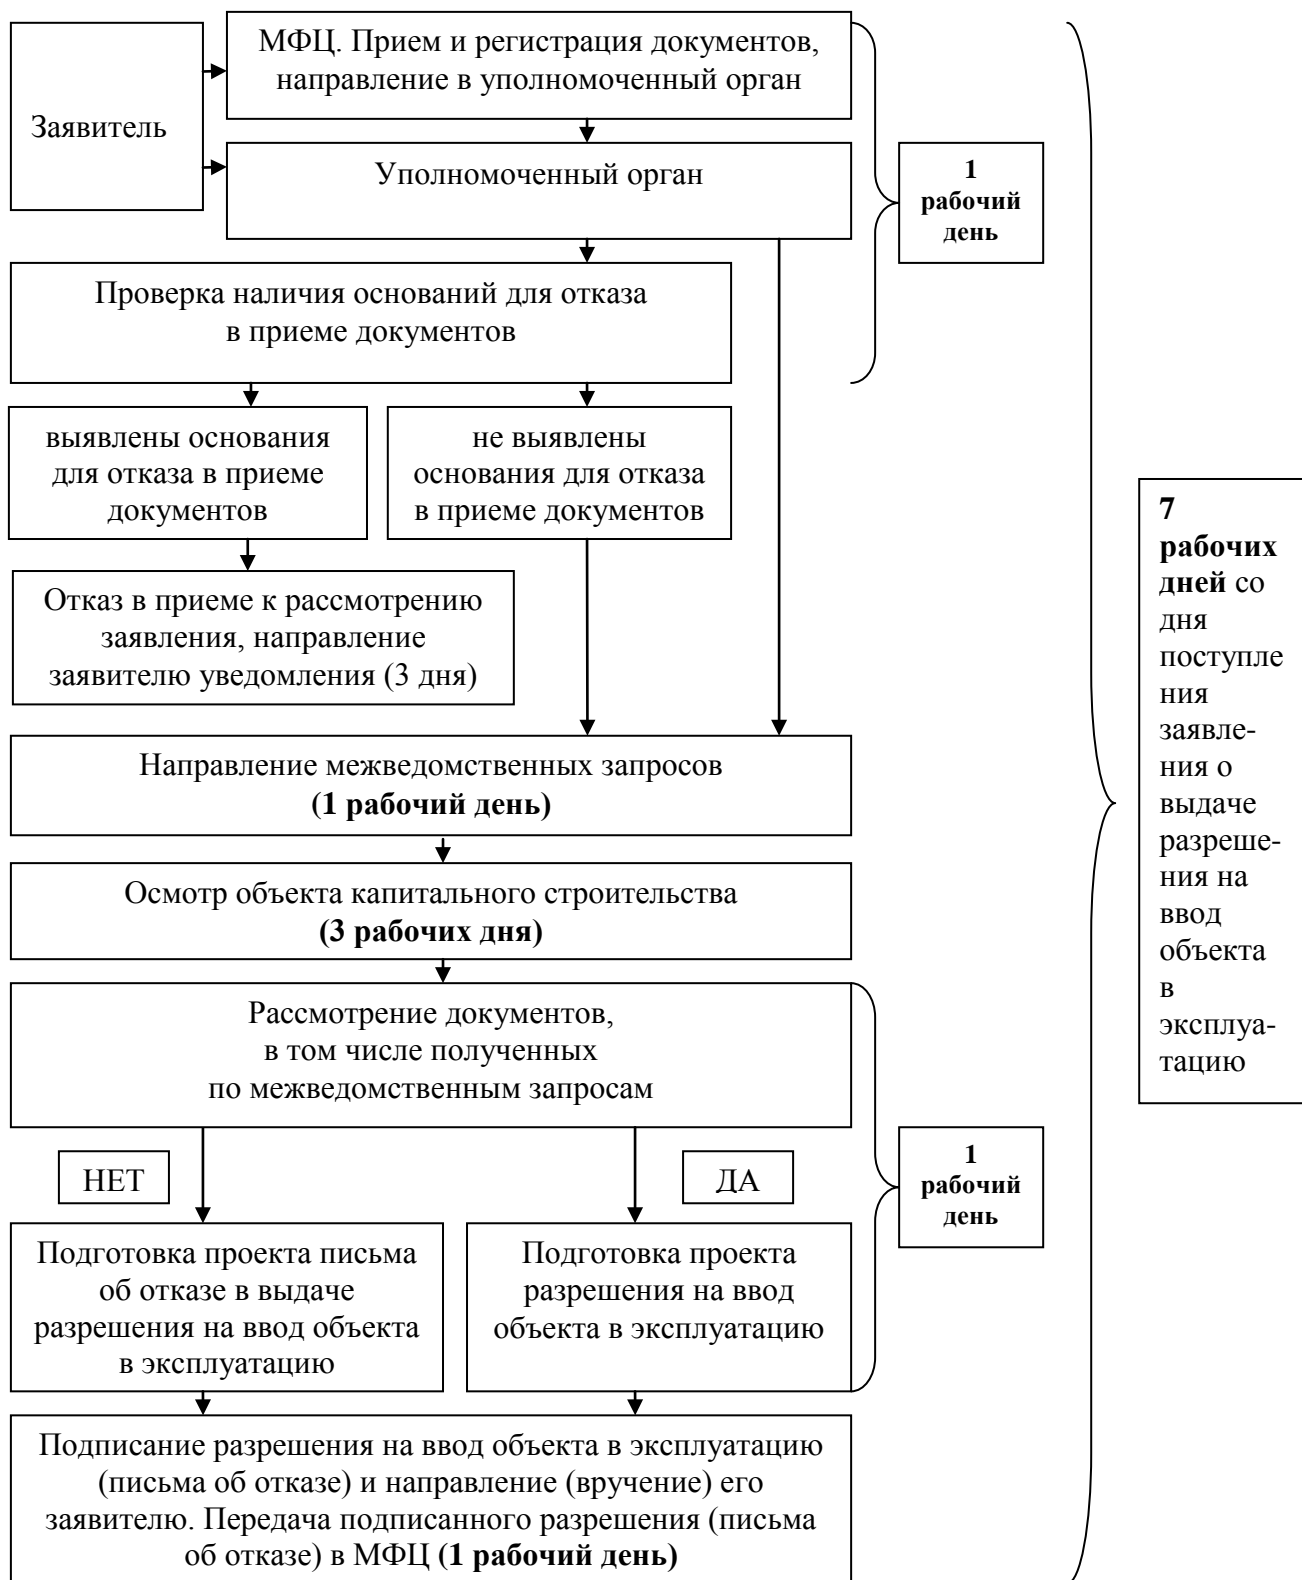 МФЦ. Прием и регистрация документов,
направление в уполномоченный орган
Заявитель
Уполномоченный орган
1
рабочий
день
Проверка наличия оснований для отказа
в приеме документов
выявлены основания
для отказа в приеме
документов
не выявлены
основания для отказа
в приеме документов
Отказ в приеме к рассмотрению
заявления, направление
заявителю уведомления (3 дня)
Направление межведомственных запросов
(1 рабочий день)
Осмотр объекта капитального строительства
(3 рабочих дня)
Рассмотрение документов,
в том числе полученных
по межведомственным запросам
НЕТ
ДА
1
рабочий
день
Подготовка проекта письма
об отказе в выдаче
разрешения на ввод объекта
в эксплуатацию
Подготовка проекта
разрешения на ввод
объекта в эксплуатацию
Подписание разрешения на ввод объекта в эксплуатацию
(письма об отказе) и направление (вручение) его
заявителю. Передача подписанного разрешения (письма
об отказе) в МФЦ (1 рабочий день)
7
рабочих
дней со
дня
поступле
ния
заявле-
ния о
выдаче
разреше-
ния на
ввод
объекта
в
эксплуа-
тацию